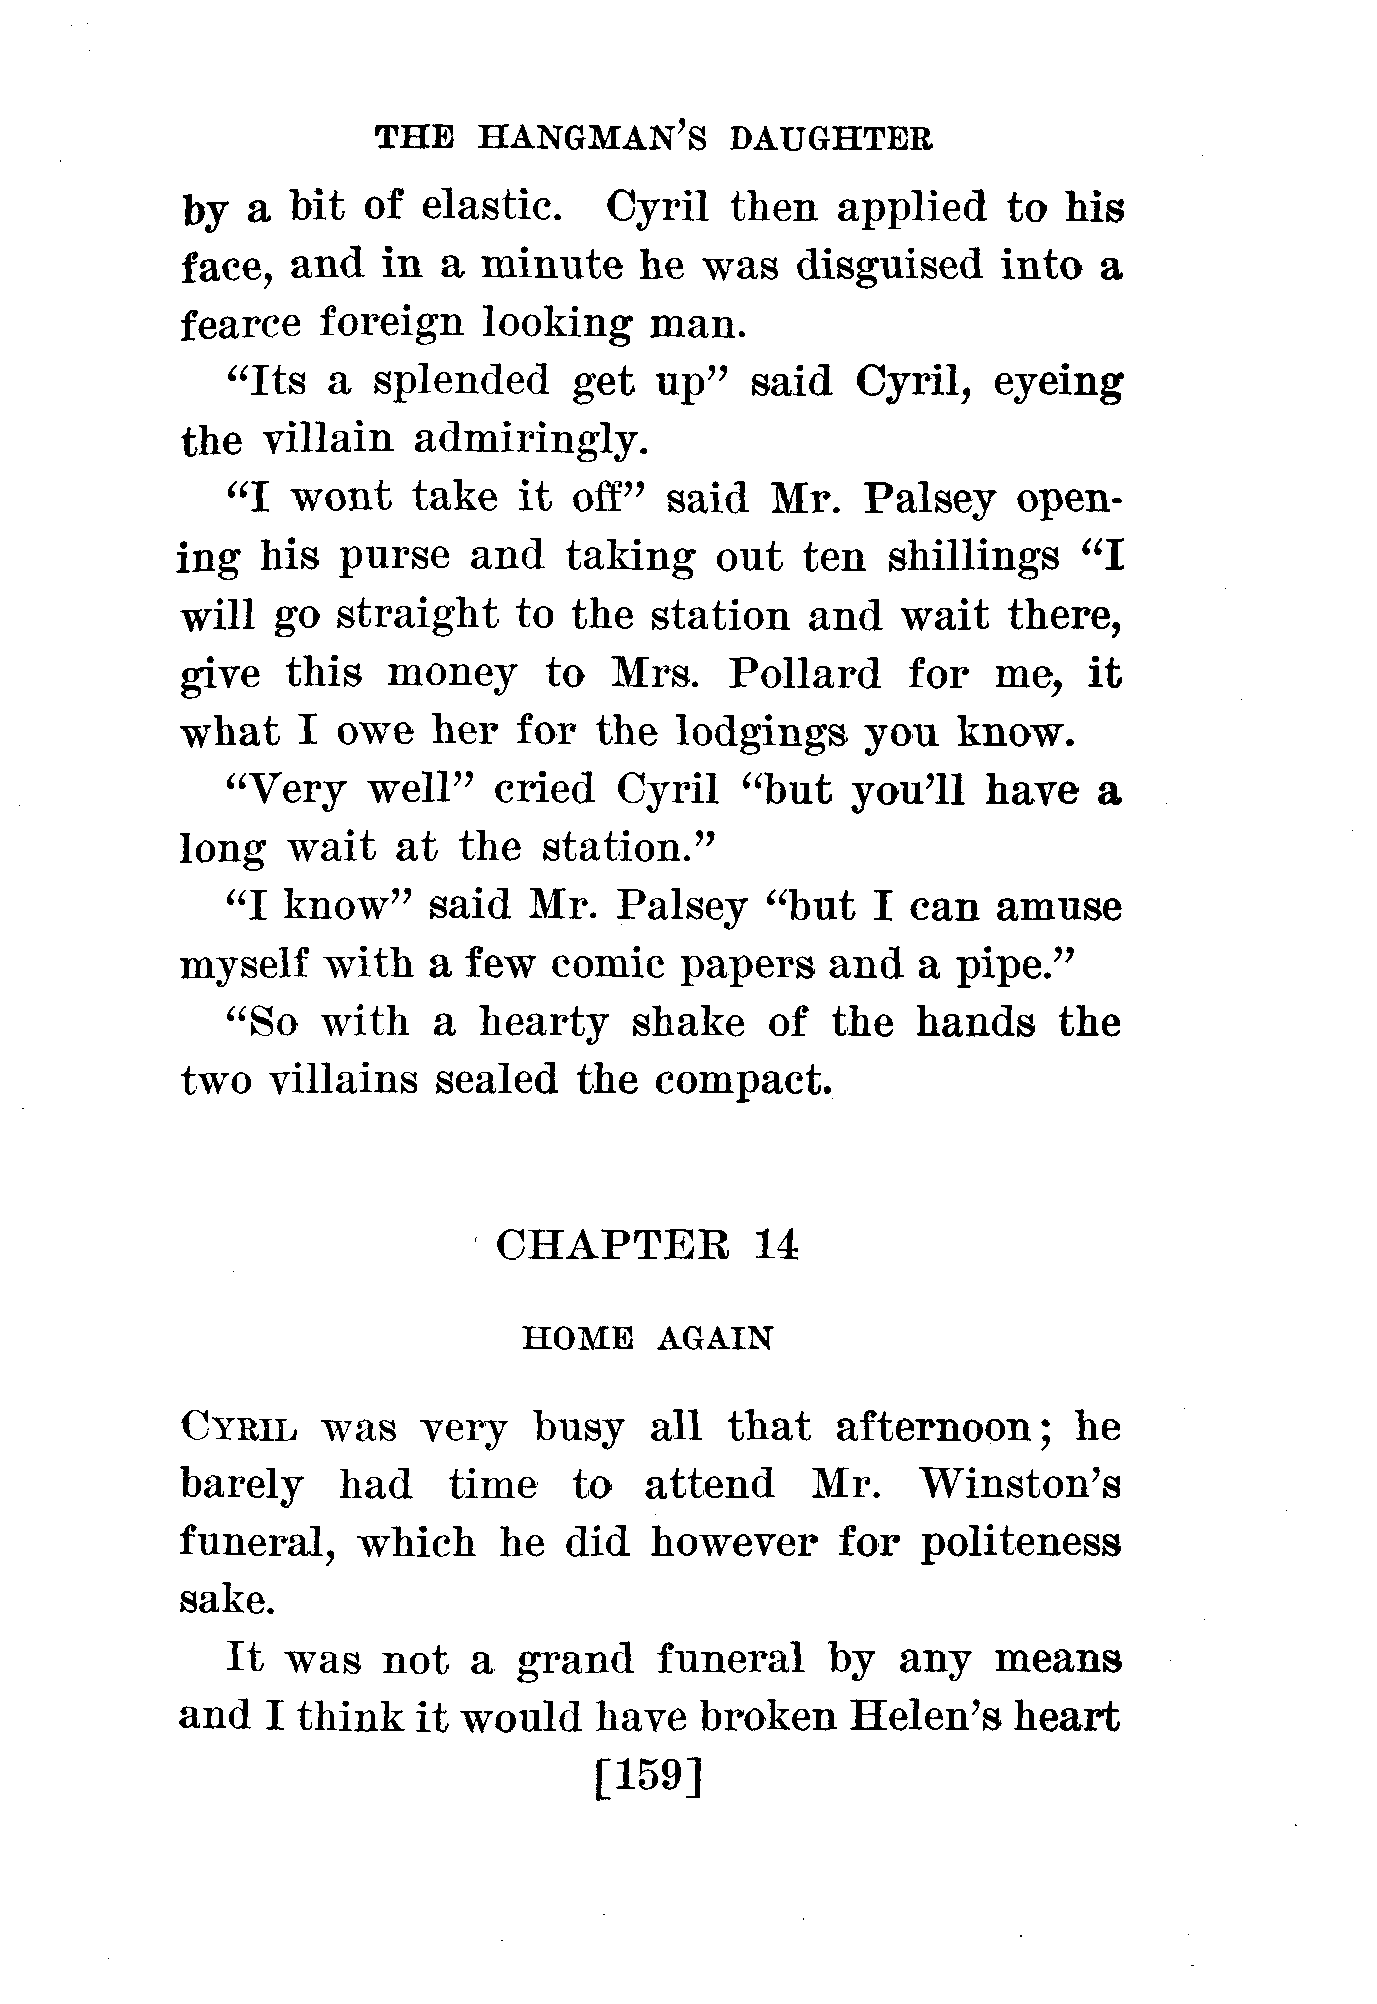 THE HANGMAN'S DAUGHTER
by a bit of elastic. Cyril then applied to his
face, and in a minute he was disguised into a
fearce foreign looking man.
“Its a splended get up” said Cyril, eyeing
the villain admiringly.
“I wont take it off” said Mr. Palsey open-
ing his purse and taking out ten shillings “I
will go straight to the station and wait there,
give this money to Mrs. Pollard for me, it
what I owe her for the lodgings you know.
“Very well” cried Cyril “but you'll have a
long wait at the station.”
“I know” said Mr. Palsey “but I can amuse
myself with a few comic papers and a pipe.”
“So with a hearty shake of the hands the
two villains sealed the compact.
CHAPTER 14
HOME AGAIN
CYRIL was very busy all that afternoon; he
barely had time to attend Mr. Winston's
funeral, which he did however for politeness
sake.
It was not a grand funeral by any means
and I think it would have broken Helen's heart
[159]